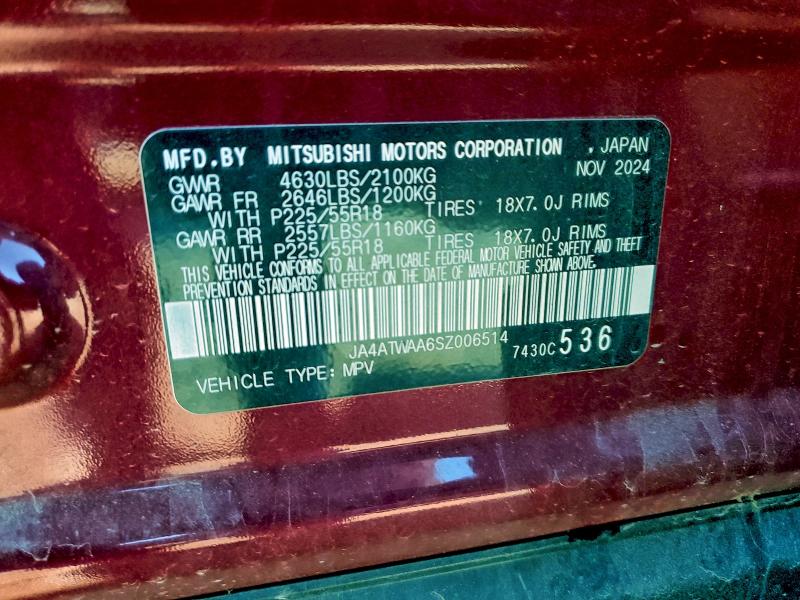 MFD.BY MITSUBISHI MOTORS CORPORATION , JAPAN
GWWR 4630LBS/2100KG NOV 2024
GAWR FR 2646LBS/1200KG
WITH P225/55R18 TIRES 18X7.0J RIMS
GAWR RR 2557LBS/1160KG
WITH P225/55R18 TIRES 18X7.0J RIMS
THIS VEHICLE CONFORMS TO ALL APPLICABLE FEDERAL MOTOR VEHICLE SAFETY AND THEFT
PREVENTION STANDARDS IN EFFECT ON THE DATE OF MANUFACTURE SHOWN ABOVE.
JA4ATWAA6SZ006514
7430C 536
VEHICLE TYPE: MPV